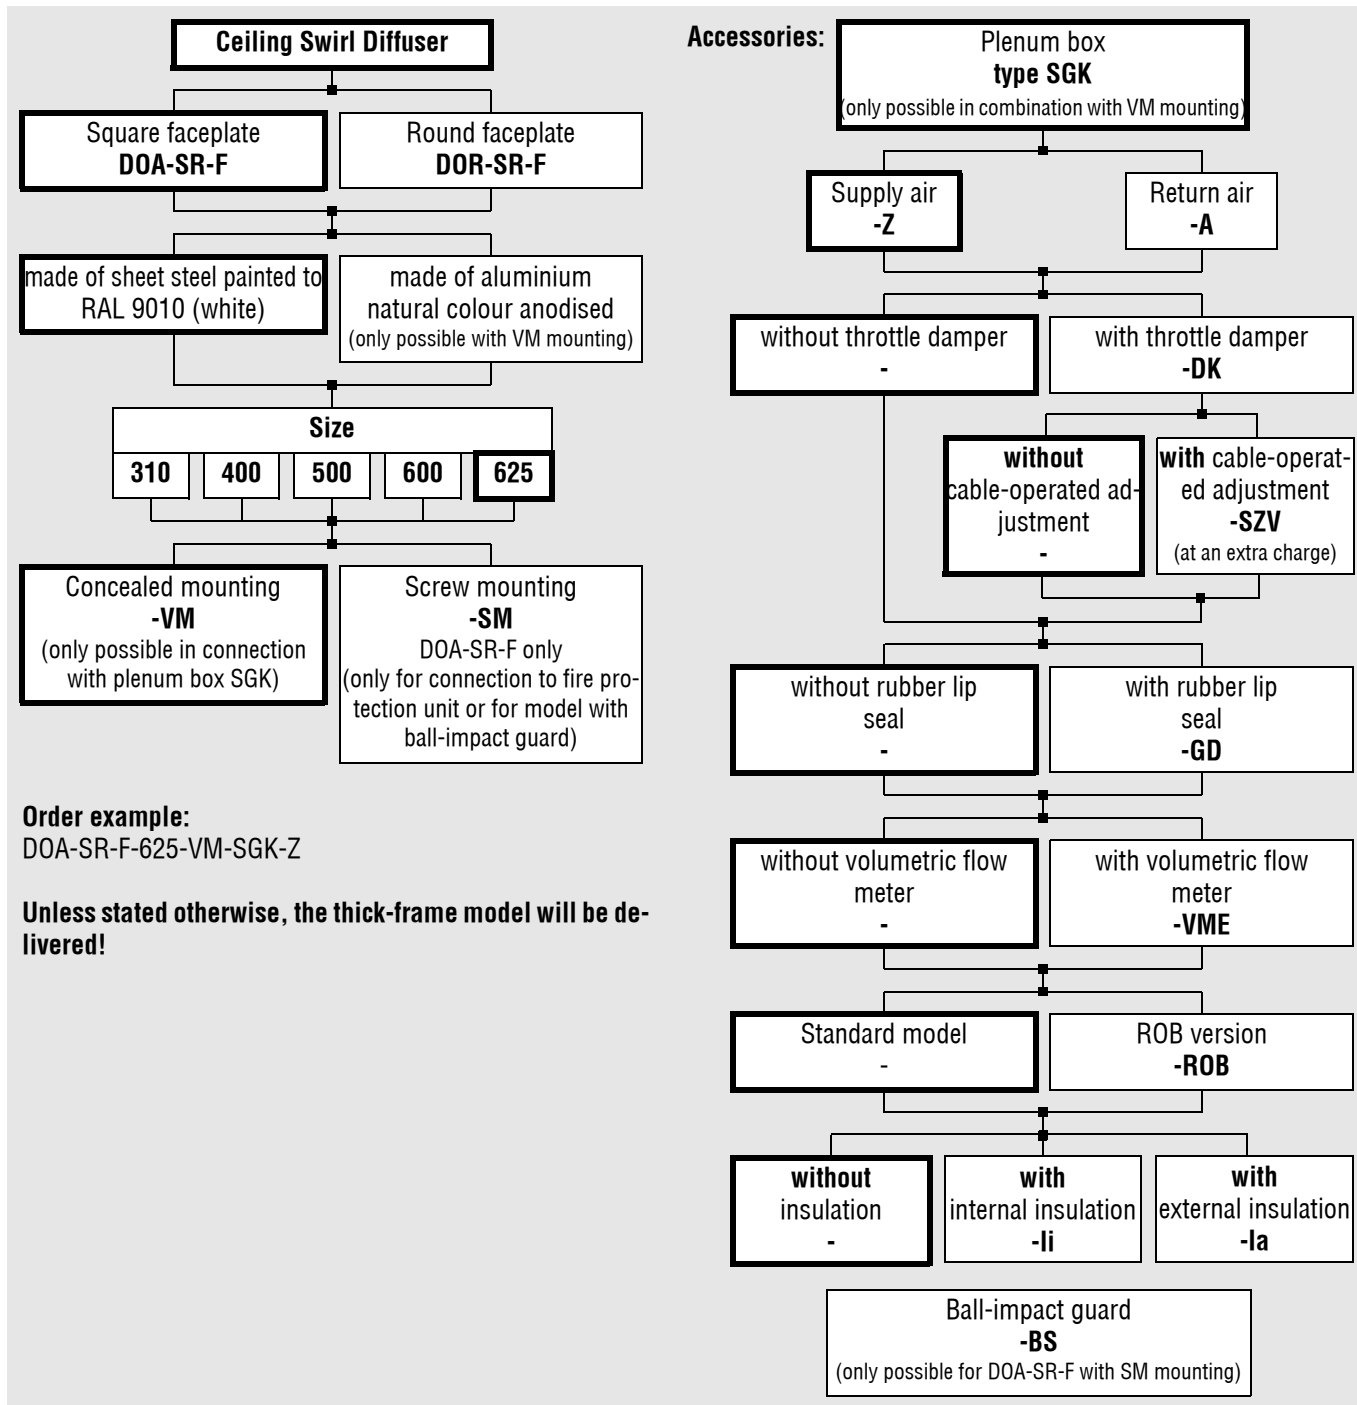 Ceiling Swirl Diffuser
Square faceplate
DOA-SR-F
Round faceplate
DOR-SR-F
made of sheet steel painted to
RAL 9010 (white)
made of aluminium
natural colour anodised
(only possible with VM mounting)
Size
310
400
500
600
625
Concealed mounting
-VM
(only possible in connection
with plenum box SGK)
Screw mounting
-SM
DOA-SR-F only
(only for connection to fire pro-
tection unit or for model with
ball-impact guard)
Order example:
DOA-SR-F-625-VM-SGK-Z
Unless stated otherwise, the thick-frame model will be de-
livered!
Accessories:
Plenum box
type SGK
(only possible in combination with VM mounting)
Supply air
-Z
Return air
-A
without throttle damper
-
with throttle damper
-DK
without
cable-operated ad-
justment
-
with cable-operat-
ed adjustment
-SZV
(at an extra charge)
without rubber lip
seal
-
with rubber lip
seal
-GD
without volumetric flow
meter
-
with volumetric flow
meter
-VME
Standard model
-
ROB version
-ROB
without
insulation
-
with
internal insulation
-Ii
with
external insulation
-Ia
Ball-impact guard
-BS
(only possible for DOA-SR-F with SM mounting)